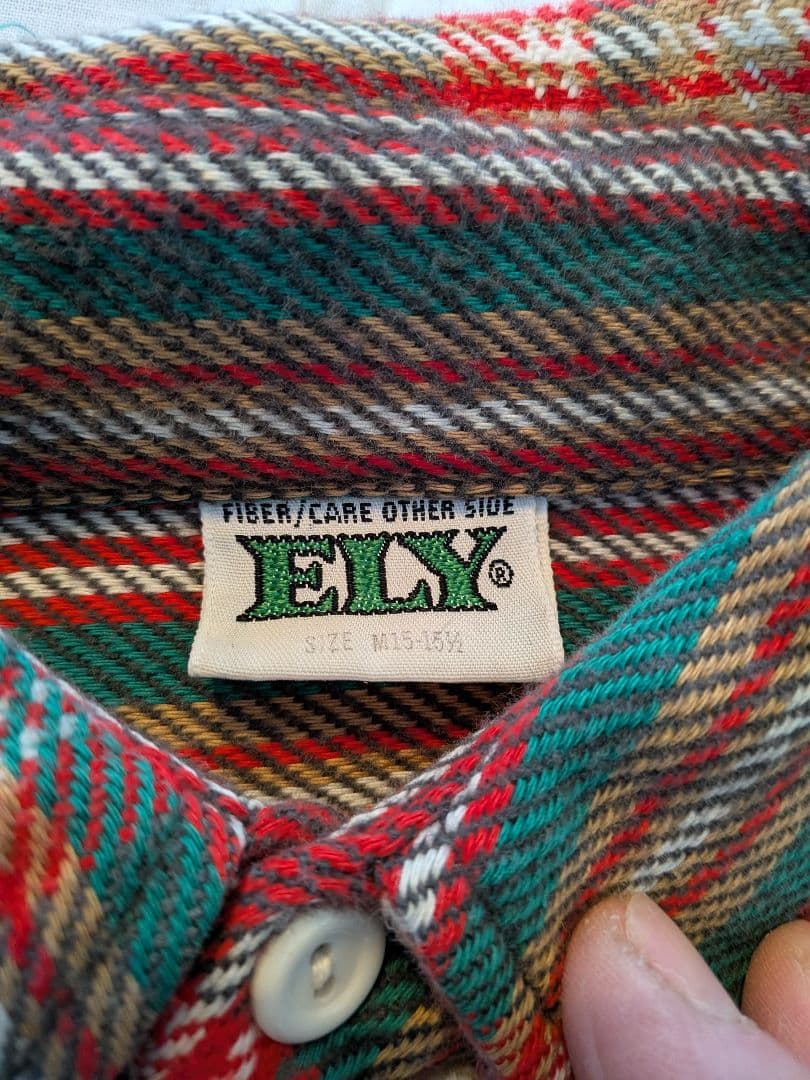 FIBER/CARE OTHER SIDE
ELY®
SIZE M15-15½